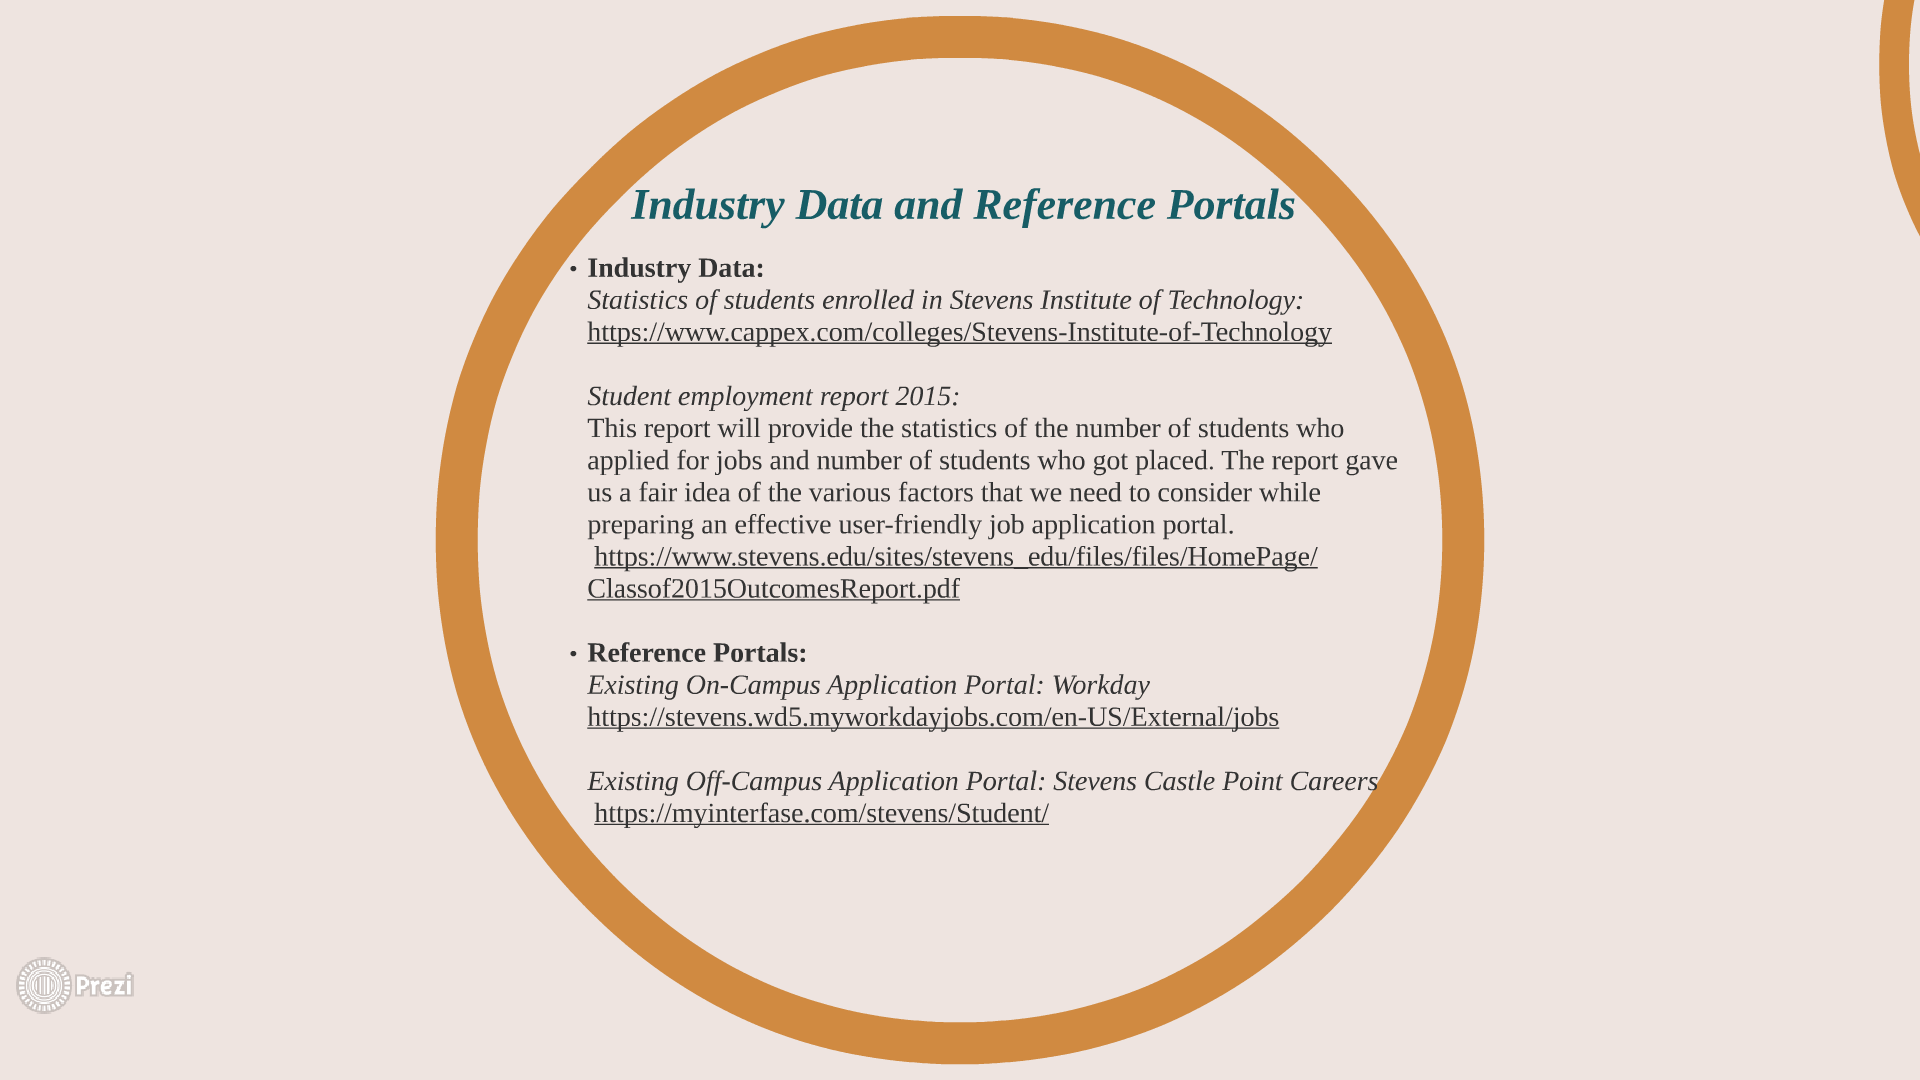 Industry Data and Reference Portals
• Industry Data:
Statistics of students enrolled in Stevens Institute of Technology:
https://www.cappex.com/colleges/Stevens-Institute-of-Technology
Student employment report 2015:
This report will provide the statistics of the number of students who
applied for jobs and number of students who got placed. The report gave
us a fair idea of the various factors that we need to consider while
preparing an effective user-friendly job application portal.
https://www.stevens.edu/sites/stevens_edu/files/files/HomePage/
Classof2015OutcomesReport.pdf
• Reference Portals:
Existing On-Campus Application Portal: Workday
https://stevens.wd5.myworkdayjobs.com/en-US/External/jobs
Existing Off-Campus Application Portal: Stevens Castle Point Careers
https://myinterfase.com/stevens/Student/
Prezi